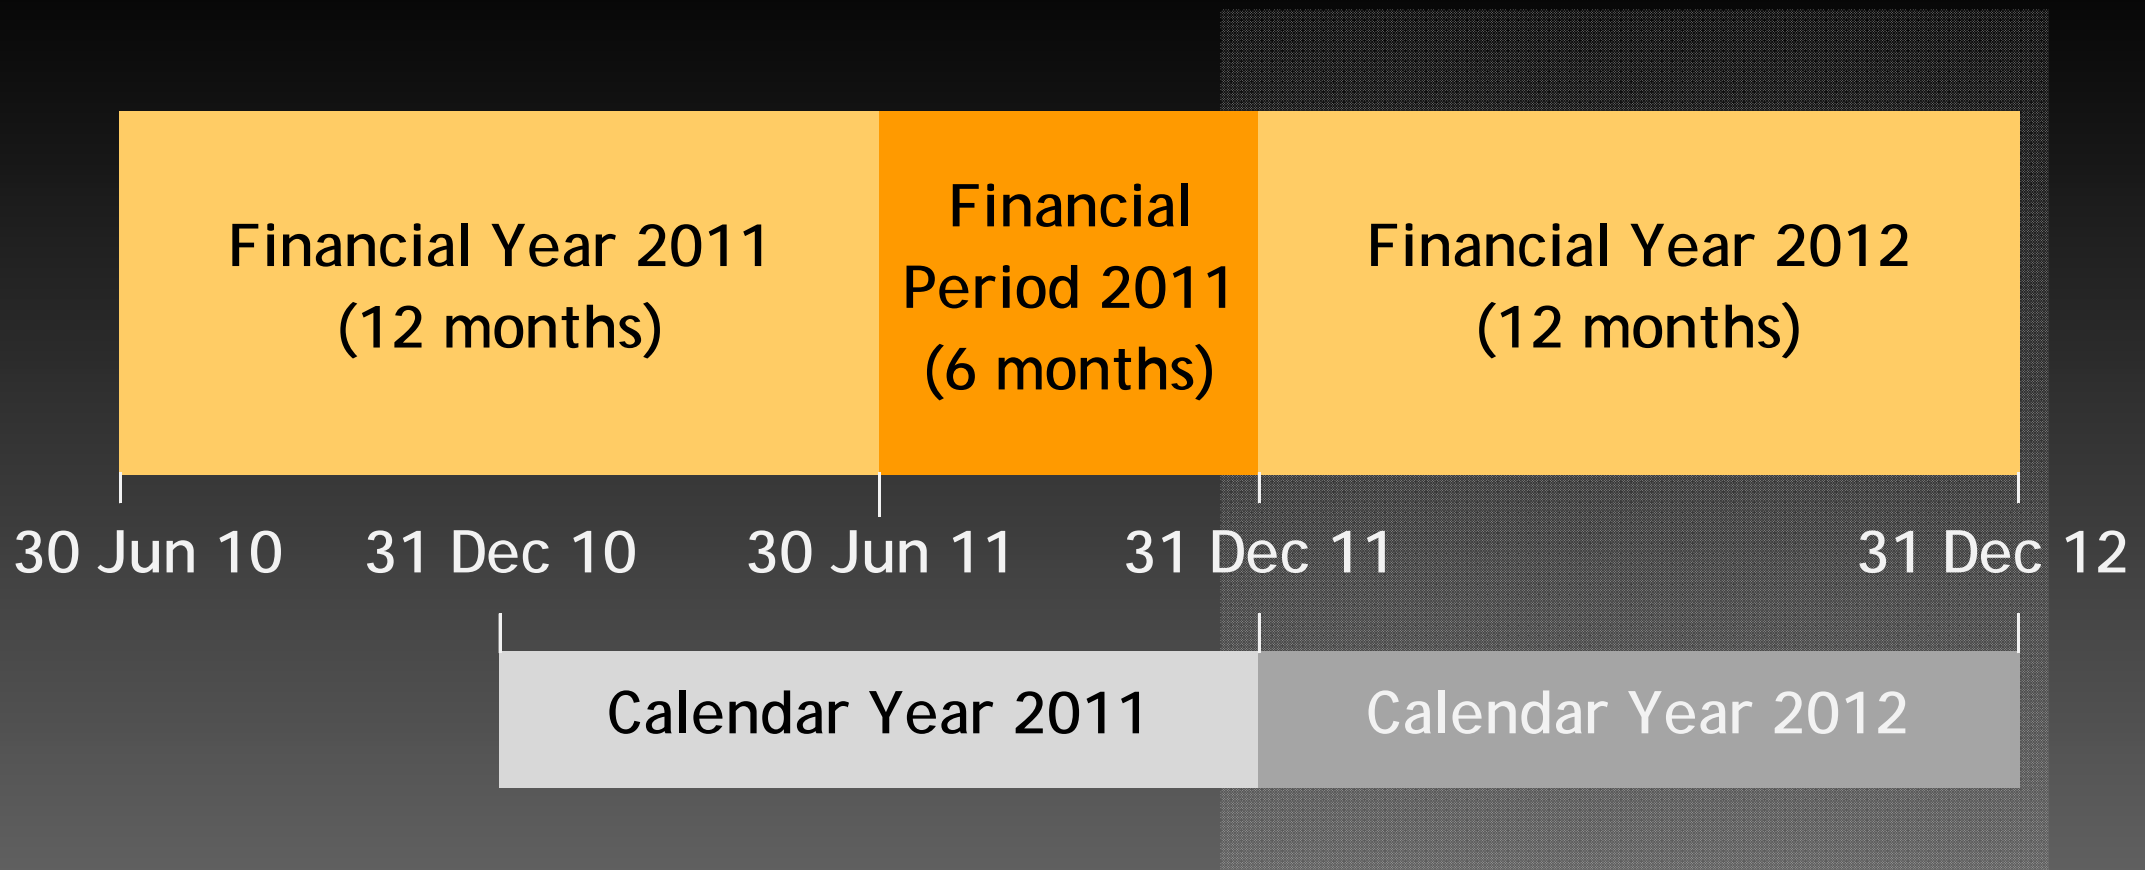 Financial Year 2011
(12 months)
Financial
Period 2011
(6 months)
Financial Year 2012
(12 months)
30 Jun 10
31 Dec 10
30 Jun 11
31 Dec 11
31 Dec 12
Calendar Year 2011
Calendar Year 2012